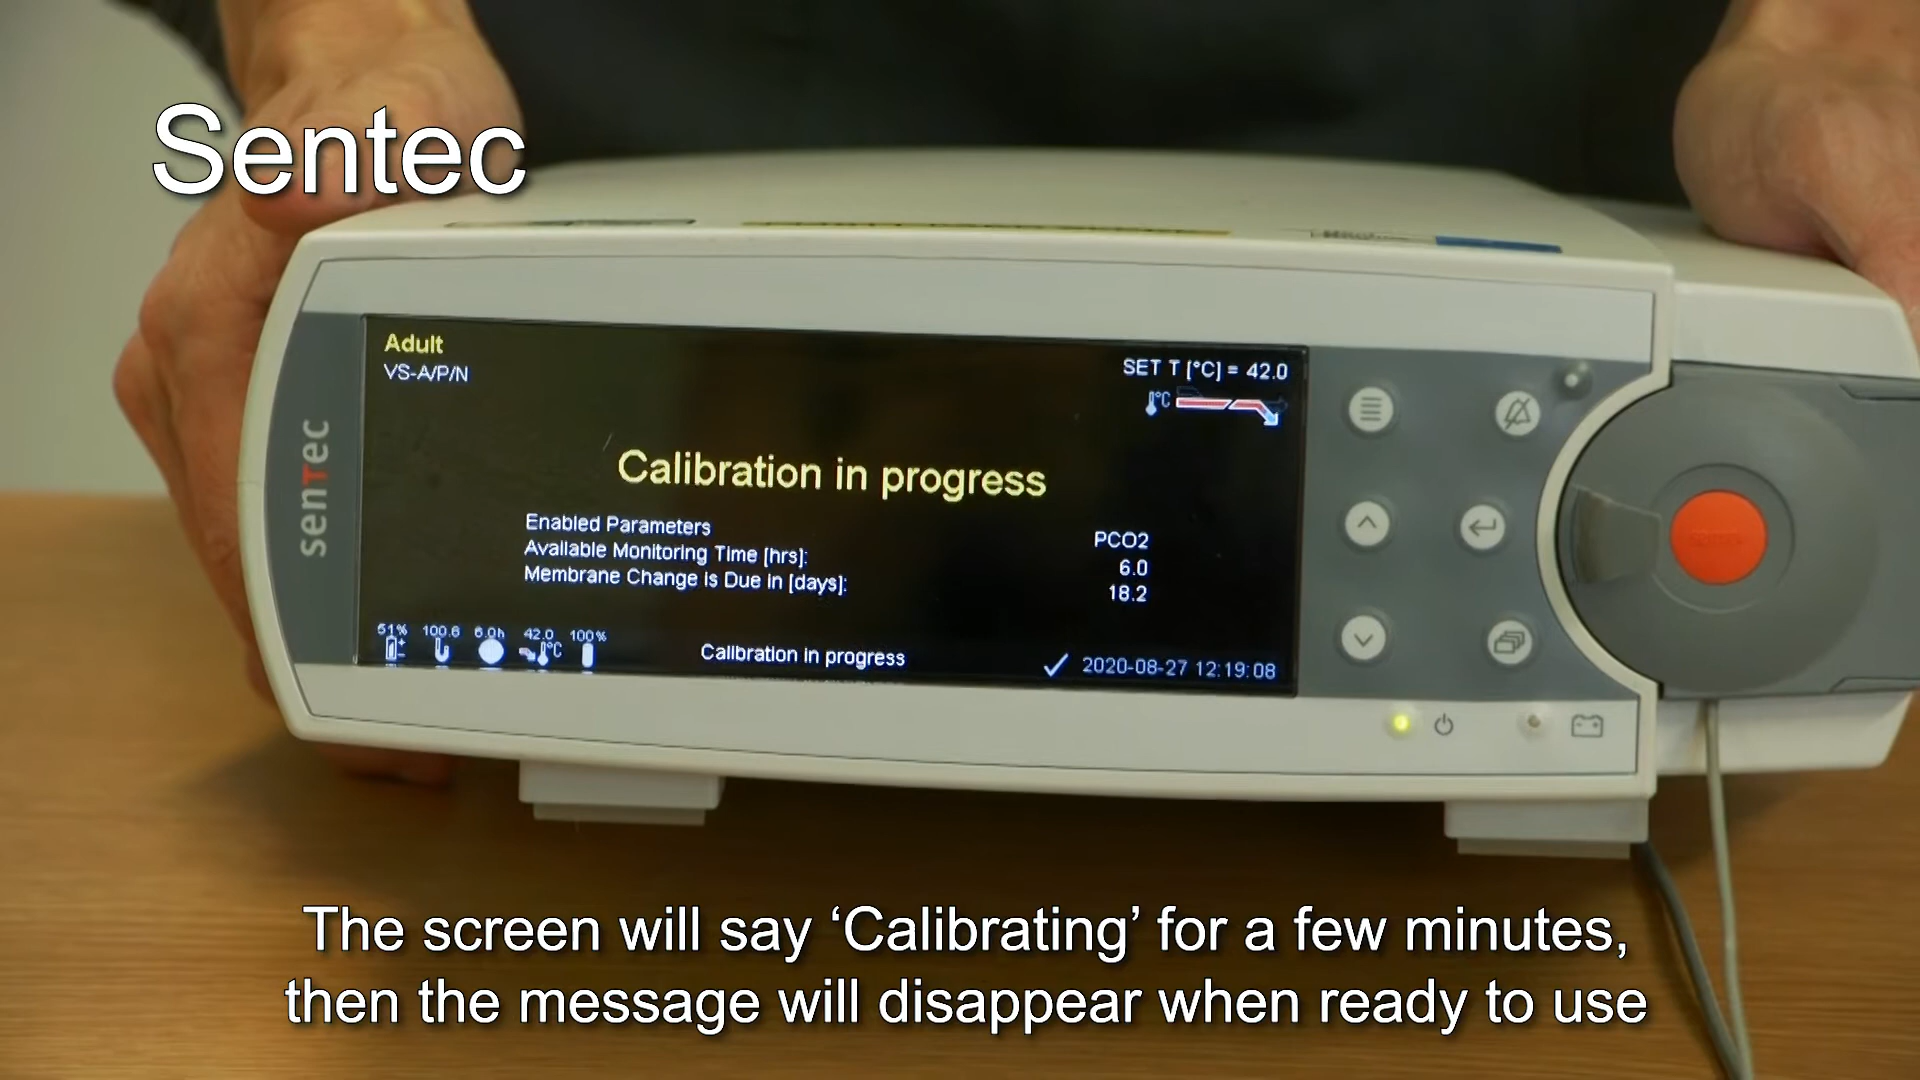 Sentec
Adult
VS-A/P/N
SET T [°C] = 42.0
°C
Calibration in progress
Enabled Parameters PCO2
Available Monitoring Time [hrs]: 6.0
Membrane Change is Due in [days]: 18.2
51% 100.6 6.0h 42.0 100%
°C
Calibration in progress
2020-08-27 12:19:08
sentec
The screen will say ‘Calibrating’ for a few minutes,
then the message will disappear when ready to use